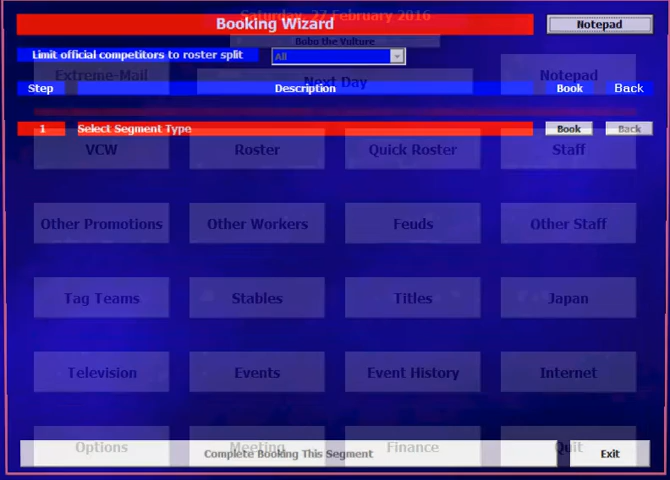 Saturday, 27 February 2016
Booking Wizard
Notepad
Bobo the Vulture
Limit official competitors to roster split
All
Extreme-Mail
Next Day
Notepad
Step
Description
Book
Back
1
Select Segment Type
Book
Back
VCW
Roster
Quick Roster
Staff
Other Promotions
Other Workers
Feuds
Other Staff
Tag Teams
Stables
Titles
Japan
Television
Events
Event History
Internet
Options
Meeting
Finance
Quit
Complete Booking This Segment
Exit